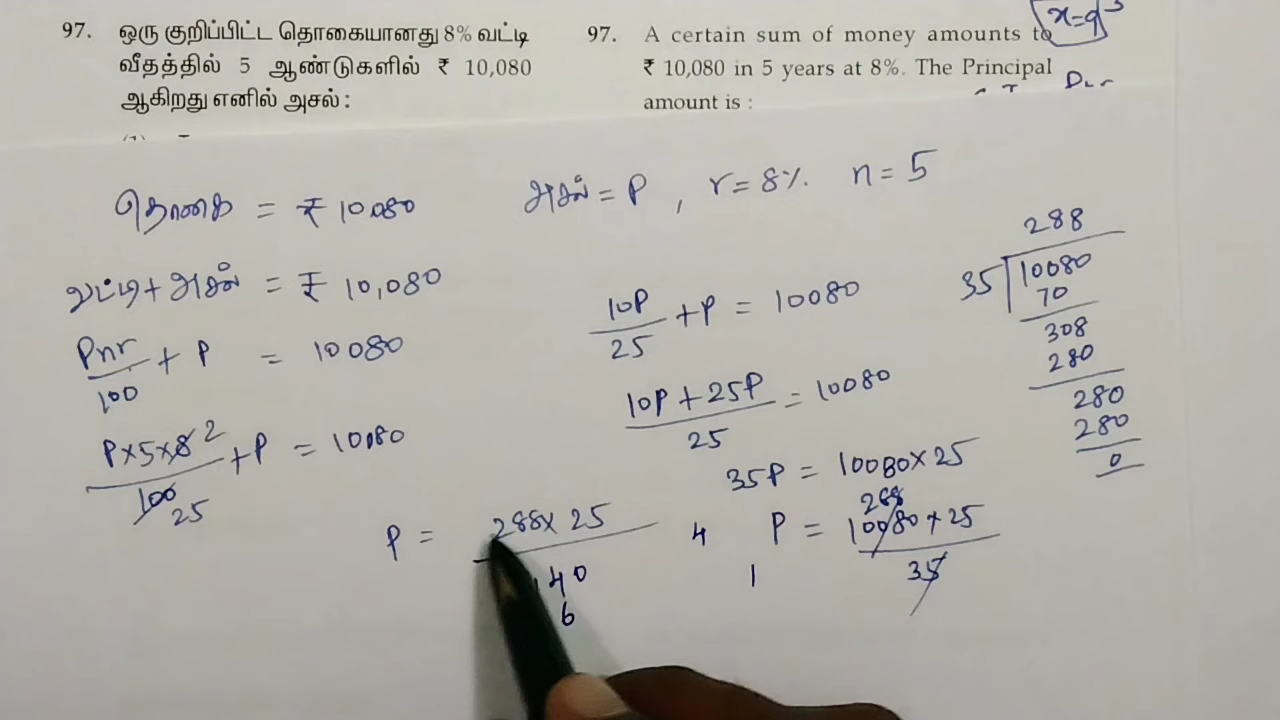 97. ஒரு குறிப்பிட்ட தொகையானது 8% வட்டி
வீதத்தில் 5 ஆண்டுகளில் ₹ 10,080
ஆகிறது எனில் அசல் :
x=9³
97. A certain sum of money amounts to
₹ 10,080 in 5 years at 8%. The Principal
amount is :
தொகை = ₹ 10,080
அசல் = P , r = 8% n = 5
வட்டி + அசல் = ₹ 10,080
Pnr/100 + P = 10080
P×5×8 2/100 25 + P = 10080
10P/25 + P = 10080
10P + 25P/25 = 10080
35P = 10080×25
P = 10080×25/35
288
P = 288×25
40
6
4
1
288
35 10080
70
308
280
280
280
0